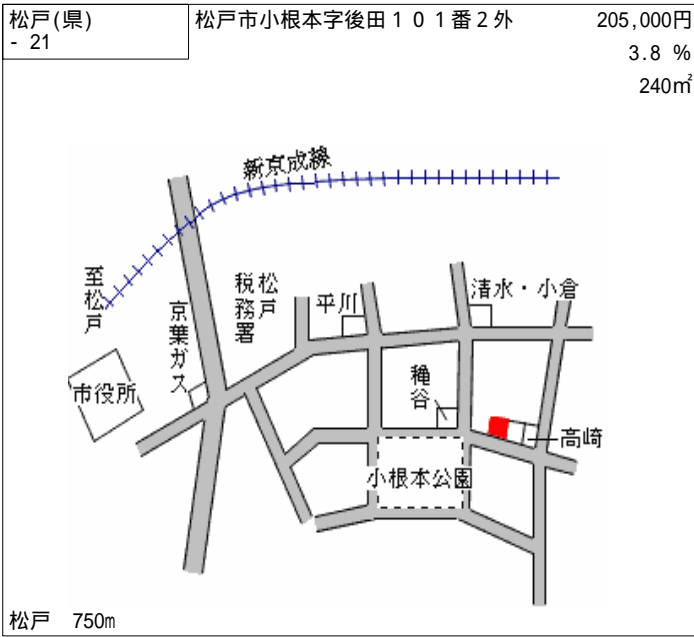 松戸(県)
- 21
松戸市小根本字後田１０１番２外
205,000円
3.8 %
240㎡
新京成線
至松戸
京葉ガス
松戸税務署
平川
清水・小倉
市役所
穐谷
高崎
小根本公園
松戸 750m